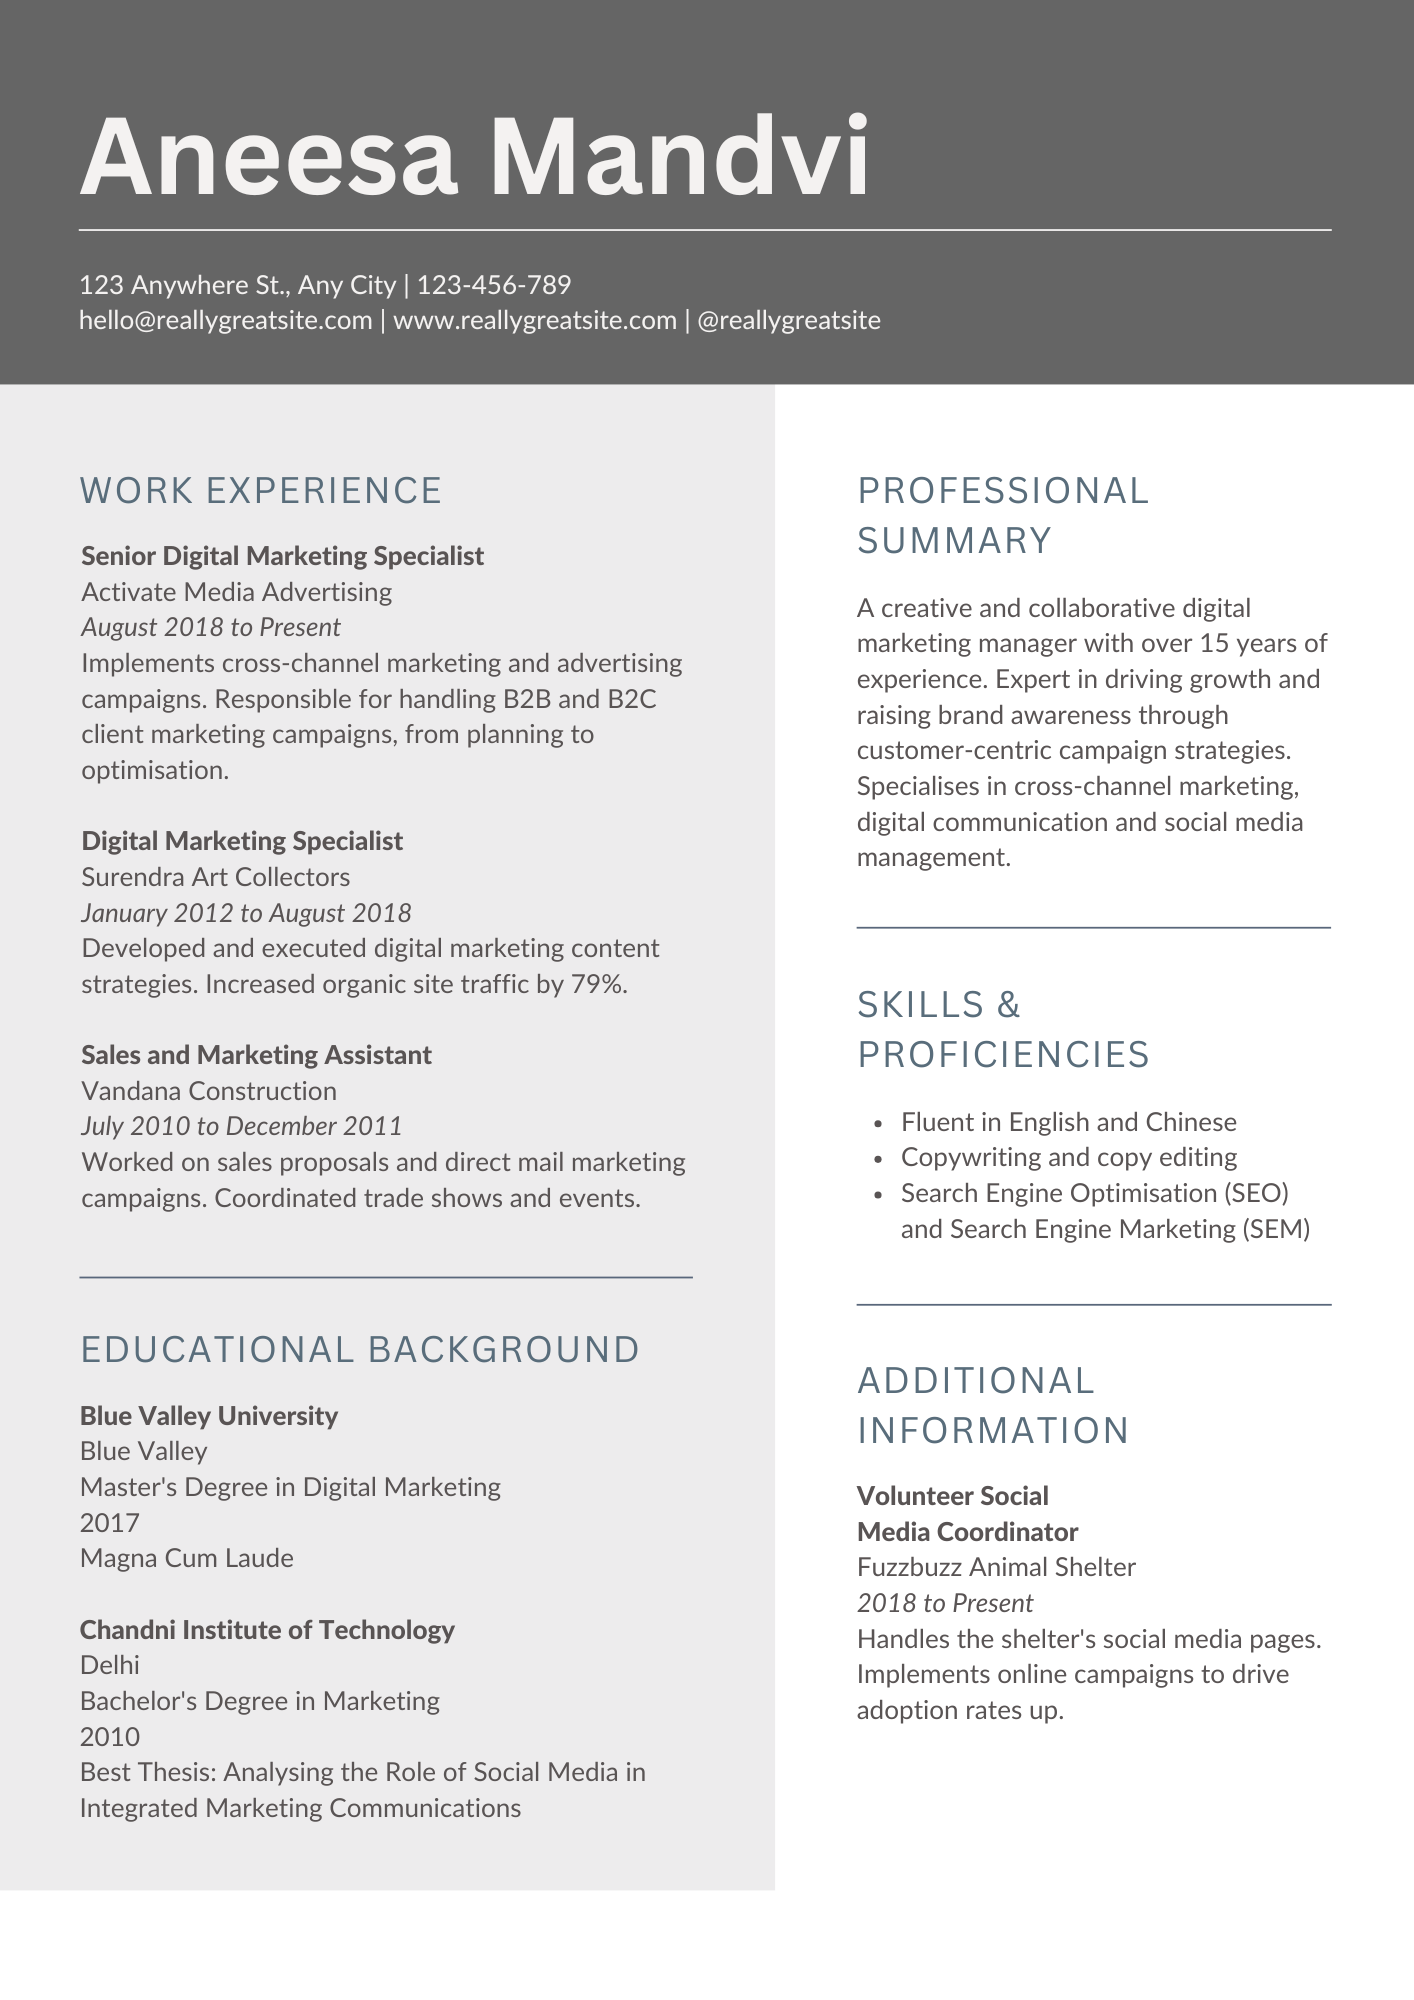 Aneesa Mandvi
123 Anywhere St., Any City | 123-456-789
hello@reallygreatsite.com | www.reallygreatsite.com | @reallygreatsite
WORK EXPERIENCE
Senior Digital Marketing Specialist
Activate Media Advertising
August 2018 to Present
Implements cross-channel marketing and advertising
campaigns. Responsible for handling B2B and B2C
client marketing campaigns, from planning to
optimisation.
Digital Marketing Specialist
Surendra Art Collectors
January 2012 to August 2018
Developed and executed digital marketing content
strategies. Increased organic site traffic by 79%.
Sales and Marketing Assistant
Vandana Construction
July 2010 to December 2011
Worked on sales proposals and direct mail marketing
campaigns. Coordinated trade shows and events.
EDUCATIONAL BACKGROUND
Blue Valley University
Blue Valley
Master's Degree in Digital Marketing
2017
Magna Cum Laude
Chandni Institute of Technology
Delhi
Bachelor's Degree in Marketing
2010
Best Thesis: Analysing the Role of Social Media in
Integrated Marketing Communications
PROFESSIONAL
SUMMARY
A creative and collaborative digital
marketing manager with over 15 years of
experience. Expert in driving growth and
raising brand awareness through
customer-centric campaign strategies.
Specialises in cross-channel marketing,
digital communication and social media
management.
SKILLS &
PROFICIENCIES
• Fluent in English and Chinese
• Copywriting and copy editing
• Search Engine Optimisation (SEO)
and Search Engine Marketing (SEM)
ADDITIONAL
INFORMATION
Volunteer Social
Media Coordinator
Fuzzbuzz Animal Shelter
2018 to Present
Handles the shelter's social media pages.
Implements online campaigns to drive
adoption rates up.